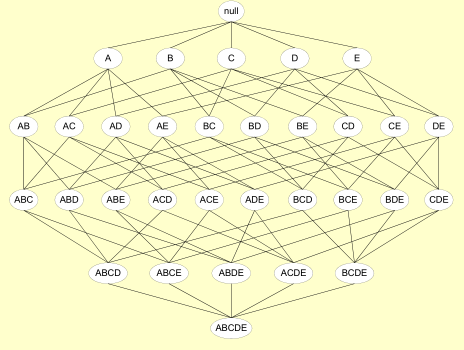 null
A B C D E
AB AC AD AE BC BD BE CD CE DE
ABC ABD ABE ACD ACE ADE BCD BCE BDE CDE
ABCD ABCE ABDE ACDE BCDE
ABCDE